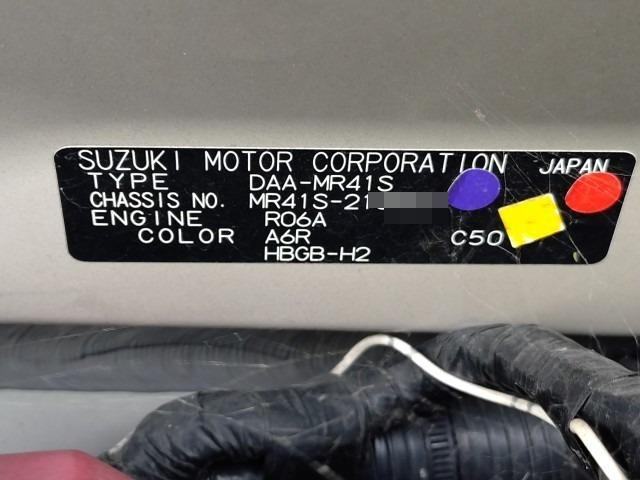 SUZUKI MOTOR CORPORATION JAPAN
TYPE DAA-MR41S
CHASSIS NO. MR41S-21
ENGINE R06A
COLOR A6R C50
HBGB-H2